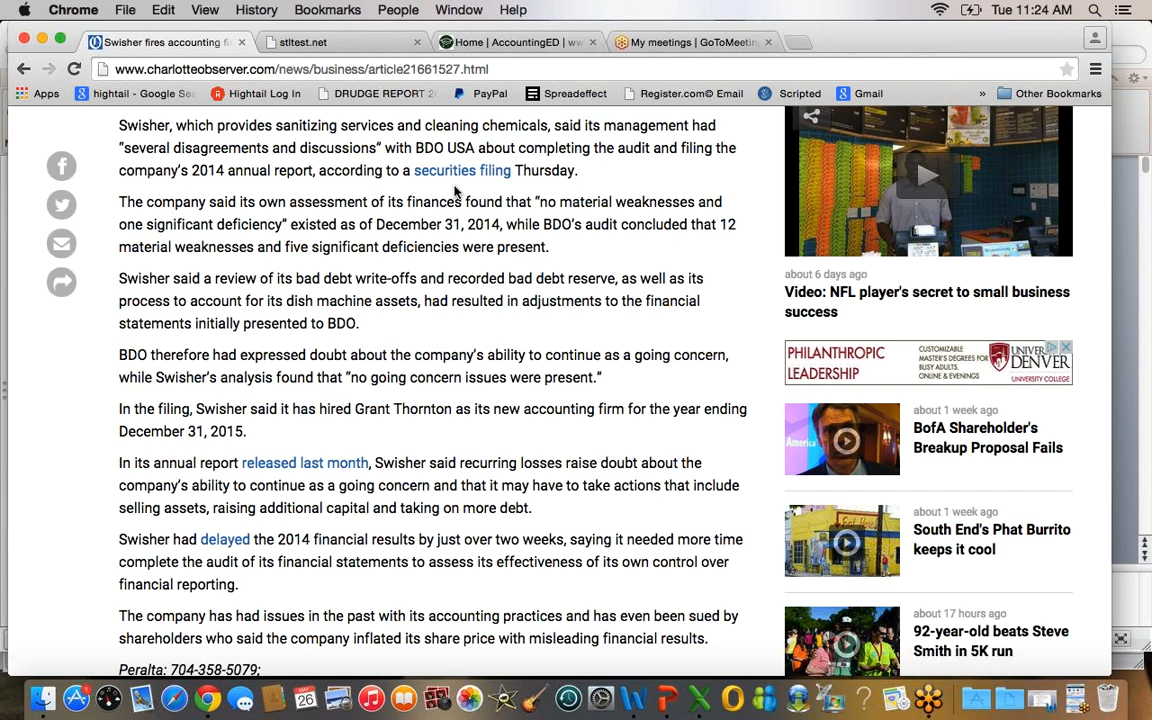 Chrome File Edit View History Bookmarks People Window Help
Tue 11:24 AM
Swisher fires accounting fi
stltest.net
Home | AccountingED | ww
My meetings | GoToMeetin
www.charlotteobserver.com/news/business/article21661527.html
Apps
hightail - Google Sea
Hightail Log In
DRUDGE REPORT 2
PayPal
Speadeffect
Register.com© Email
Scripted
Gmail
»
Other Bookmarks
Swisher, which provides sanitizing services and cleaning chemicals, said its management had
“several disagreements and discussions” with BDO USA about completing the audit and filing the
company’s 2014 annual report, according to a securities filing Thursday.
The company said its own assessment of its finances found that “no material weaknesses and
one significant deficiency” existed as of December 31, 2014, while BDO’s audit concluded that 12
material weaknesses and five significant deficiencies were present.
Swisher said a review of its bad debt write-offs and recorded bad debt reserve, as well as its
process to account for its dish machine assets, had resulted in adjustments to the financial
statements initially presented to BDO.
BDO therefore had expressed doubt about the company’s ability to continue as a going concern,
while Swisher’s analysis found that “no going concern issues were present.”
In the filing, Swisher said it has hired Grant Thornton as its new accounting firm for the year ending
December 31, 2015.
In its annual report released last month, Swisher said recurring losses raise doubt about the
company’s ability to continue as a going concern and that it may have to take actions that include
selling assets, raising additional capital and taking on more debt.
Swisher had delayed the 2014 financial results by just over two weeks, saying it needed more time
complete the audit of its financial statements to assess its effectiveness of its own control over
financial reporting.
The company has had issues in the past with its accounting practices and has even been sued by
shareholders who said the company inflated its share price with misleading financial results.
Peralta: 704-358-5079;
about 6 days ago
Video: NFL player's secret to small business
success
PHILANTHROPIC
LEADERSHIP
CUSTOMIZABLE
MASTER'S DEGREES FOR
BUSY ADULTS.
ONLINE & EVENINGS
DENVER
UNIVERSITY COLLEGE
America
about 1 week ago
BofA Shareholder's
Breakup Proposal Fails
about 1 week ago
South End's Phat Burrito
keeps it cool
about 17 hours ago
92-year-old beats Steve
Smith in 5K run
26